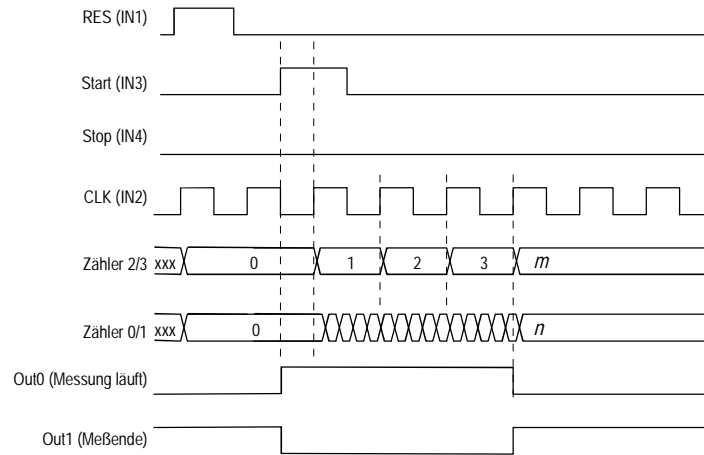 RES (IN1)
Start (IN3)
Stop (IN4)
CLK (IN2)
Zähler 2/3 xxx 0 1 2 3 m
Zähler 0/1 xxx 0 n
Out0 (Messung läuft)
Out1 (Meßende)